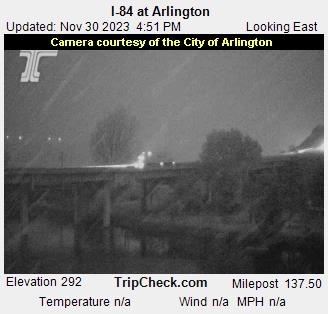 I-84 at Arlington
Updated: Nov 30 2023 4:51 PM Looking East
Camera courtesy of the City of Arlington
Elevation 292 TripCheck.com Milepost 137.50
Temperature n/a Wind n/a MPH n/a